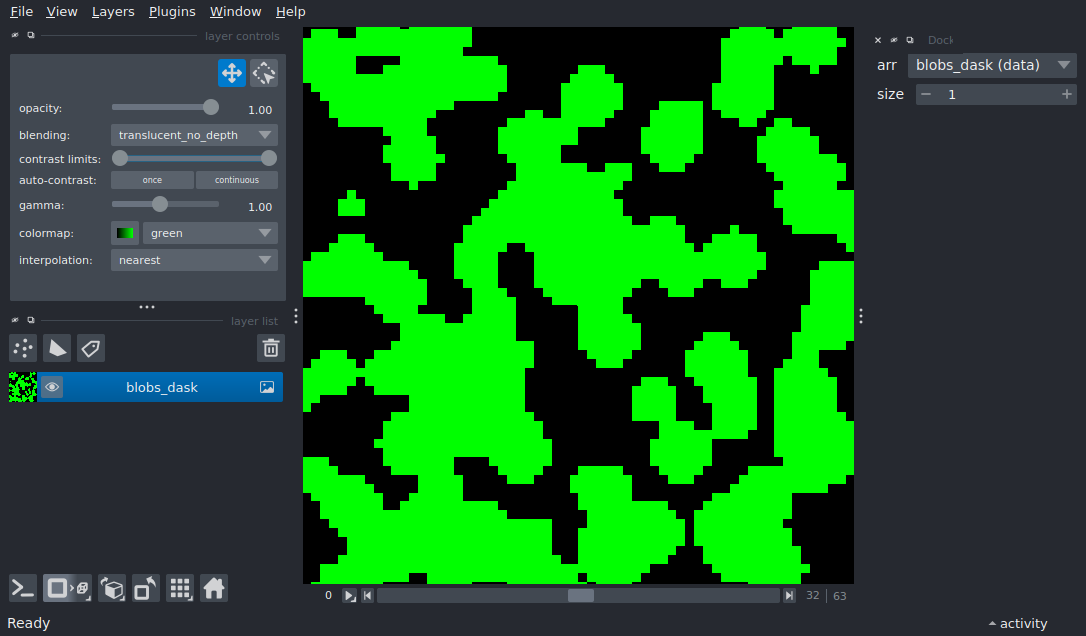 File View Layers Plugins Window Help
layer controls
opacity: 1.00
blending: translucent_no_depth
contrast limits:
auto-contrast: once continuous
gamma: 1.00
colormap: green
interpolation: nearest
layer list
blobs_dask
0 32 63
Ready
activity
Dock
arr blobs_dask (data)
size 1